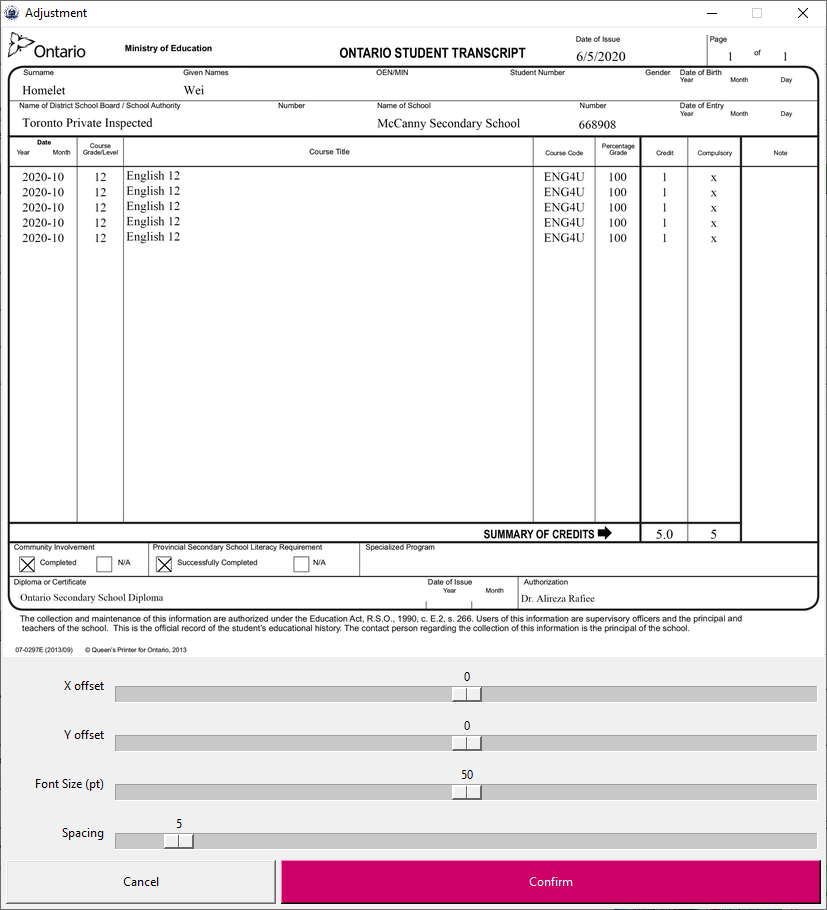 Adjustment
Ontario
Ministry of Education
ONTARIO STUDENT TRANSCRIPT
Date of Issue
6/5/2020
Page
1 of 1
Surname Given Names OEN/MIN Student Number Gender Date of Birth
Year Month Day
Homelet Wei
Name of District School Board / School Authority Number Name of School Number Date of Entry
Year Month Day
Toronto Private Inspected McCanny Secondary School 668908
Date
Year Month
Course
Grade/Level
Course Title
Course Code
Percentage
Grade
Credit
Compulsory
Note
2020-10 12 English 12 ENG4U 100 1 x
2020-10 12 English 12 ENG4U 100 1 x
2020-10 12 English 12 ENG4U 100 1 x
2020-10 12 English 12 ENG4U 100 1 x
2020-10 12 English 12 ENG4U 100 1 x
SUMMARY OF CREDITS 5.0 5
Community Involvement Provincial Secondary School Literacy Requirement Specialized Program
Completed N/A Successfully Completed N/A
Diploma or Certificate Date of Issue Authorization
Year Month
Ontario Secondary School Diploma Dr. Alireza Rafiee
The collection and maintenance of this information are authorized under the Education Act, R.S.O., 1990, c. E.2, s. 266. Users of this information are supervisory officers and the principal and
teachers of the school. This is the official record of the student's educational history. The contact person regarding the collection of this information is the principal of the school.
07-0297E (2013/09) © Queen's Printer for Ontario, 2013
0
X offset
0
Y offset
50
Font Size (pt)
5
Spacing
Cancel Confirm